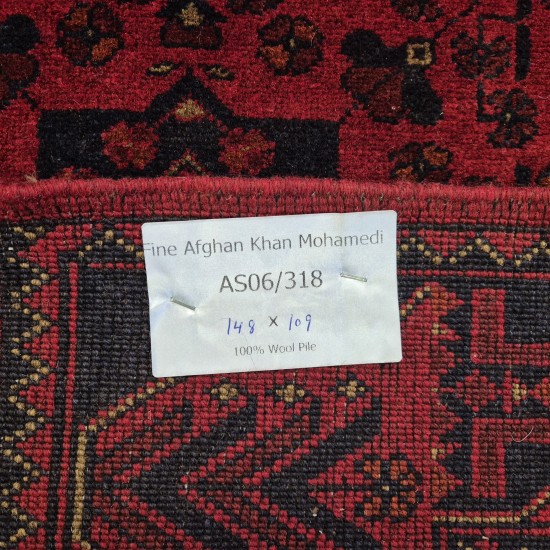 Fine Afghan Khan Mohamedi
AS06/318
148 x 109
100% Wool Pile